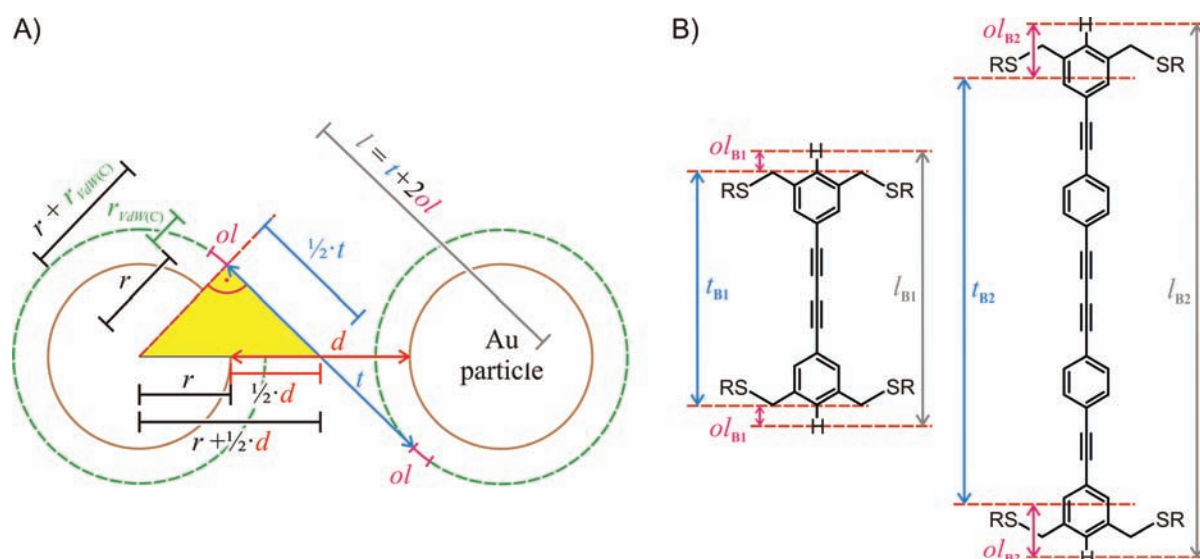 A)
r + rVdW(C)
rVdW(C)
r
ol
½·t
l = t+2ol
d
t
r
½·d
r+½·d
ol
Au
particle
B)
olB1
H
RS
SR
tB1
lB1
RS
SR
olB1
H
olB2
H
RS
SR
tB2
lB2
RS
SR
olB2
H